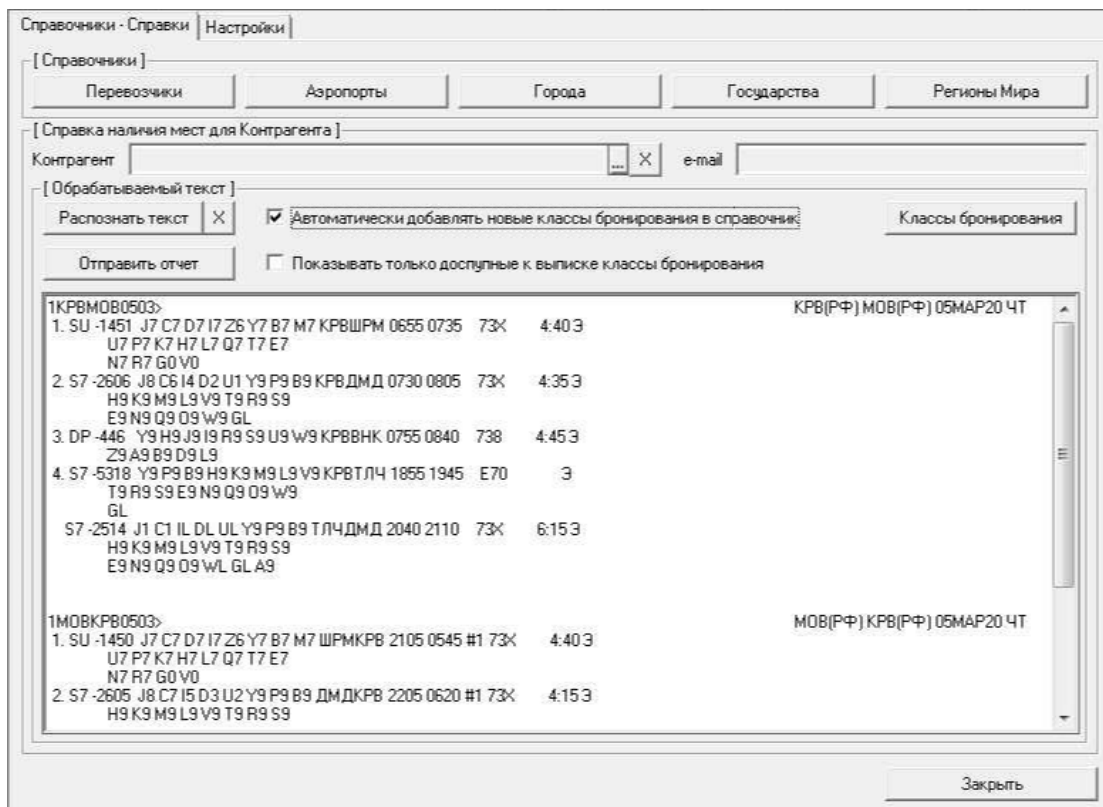 Справочники - Справки Настройки
[ Справочники ]
Перевозчики Аэропорты Города Государства Регионы Мира
[ Справка наличия мест для Контрагента ]
Контрагент ... X e-mail
[ Обрабатываемый текст ]
Распознать текст X Автоматически добавлять новые классы бронирования в справочник Классы бронирования
Отправить отчет Показывать только доступные к выписке классы бронирования
1КРВМОВ0503> КРВ(РФ) МОВ(РФ) 05МАР20 ЧТ
1. SU -1451 J7 C7 D7 I7 Z6 Y7 B7 M7 КРВШРМ 0655 0735 73X 4:40 Э
U7 P7 K7 H7 L7 Q7 T7 E7
N7 R7 G0 V0
2. S7 -2606 J8 C6 I4 D2 U1 Y9 P9 B9 КРВДМД 0730 0805 73X 4:35 Э
H9 K9 M9 L9 V9 T9 R9 S9
E9 N9 Q9 O9 W9 GL
3. DP -446 Y9 H9 J9 I9 R9 S9 U9 W9 КРВВНК 0755 0840 738 4:45 Э
Z9 A9 B9 D9 L9
4. S7 -5318 Y9 P9 B9 H9 K9 M9 L9 V9 КРВТЛЧ 1855 1945 E70 Э
T9 R9 S9 E9 N9 Q9 O9 W9
GL
S7 -2514 J1 C1 IL DL UL Y9 P9 B9 ТЛЧДМД 2040 2110 73X 6:15 Э
H9 K9 M9 L9 V9 T9 R9 S9
E9 N9 Q9 O9 WL GL A9
1МОВКРВ0503> МОВ(РФ) КРВ(РФ) 05МАР20 ЧТ
1. SU -1450 J7 C7 D7 I7 Z6 Y7 B7 M7 ШРМКРВ 2105 0545 #1 73X 4:40 Э
U7 P7 K7 H7 L7 Q7 T7 E7
N7 R7 G0 V0
2. S7 -2605 J8 C7 I5 D3 U2 Y9 P9 B9 ДМДКРВ 2205 0620 #1 73X 4:15 Э
H9 K9 M9 L9 V9 T9 R9 S9
Закрыть